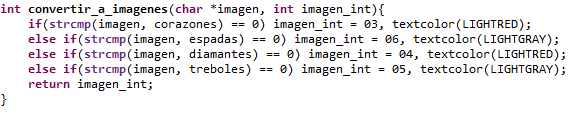 int convertir_a_imagenes(char *imagen, int imagen_int){
    if(strcmp(imagen, corazones) == 0) imagen_int = 03, textcolor(LIGHTRED);
    else if(strcmp(imagen, espadas) == 0) imagen_int = 06, textcolor(LIGHTGRAY);
    else if(strcmp(imagen, diamantes) == 0) imagen_int = 04, textcolor(LIGHTRED);
    else if(strcmp(imagen, treboles) == 0) imagen_int = 05, textcolor(LIGHTGRAY);
    return imagen_int;
}